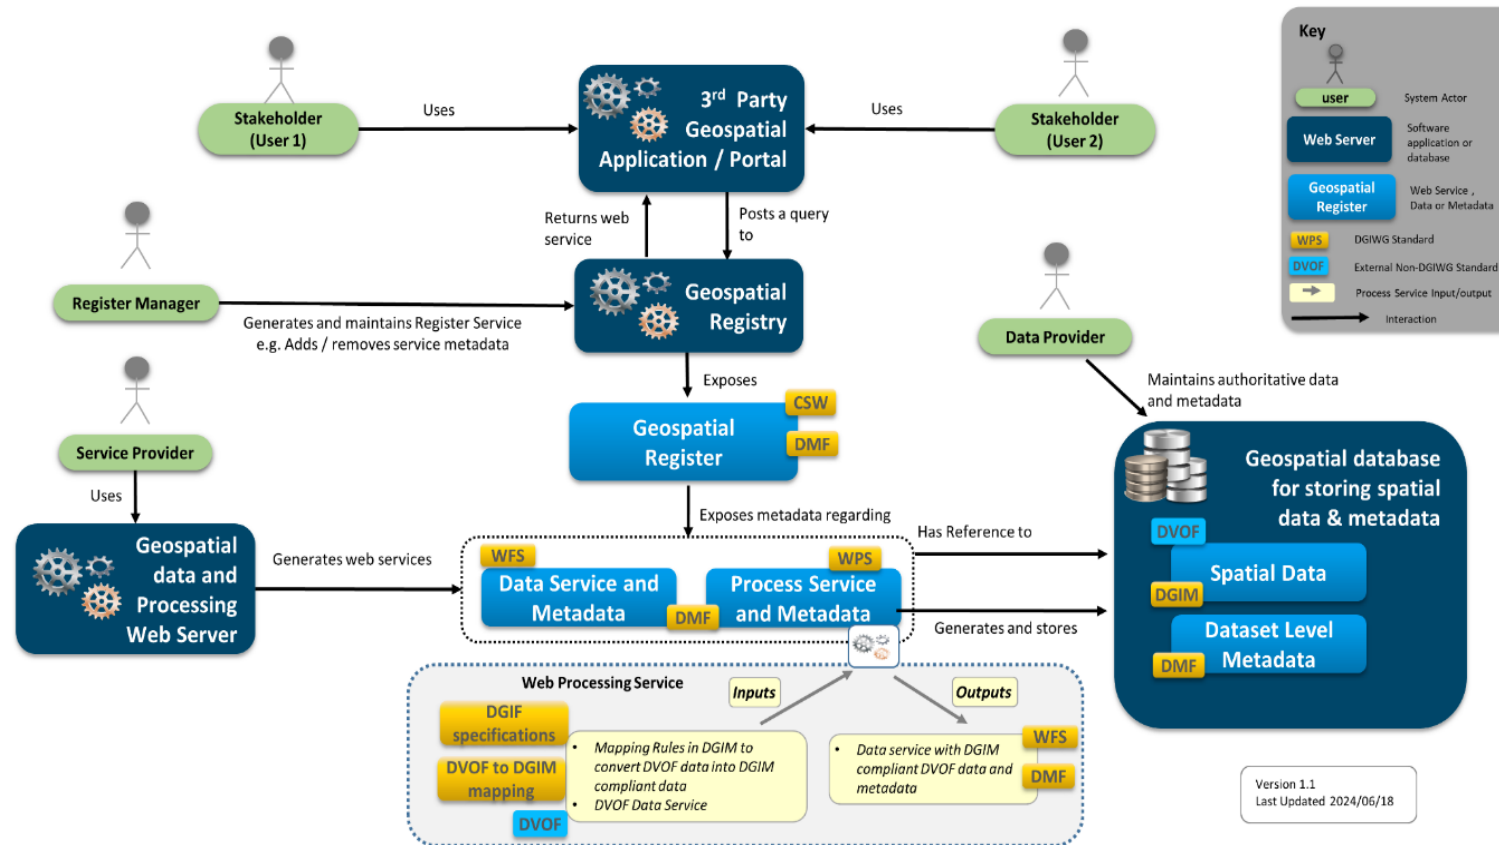 Key
user
System Actor
Web Server
Software
application or
database
Geospatial
Register
Web Service ,
Data or Metadata
WPS
DGIWG Standard
DVOF
External Non-DGIWG Standard
Process Service Input/output
Interaction
Stakeholder
(User 1)
Uses
3rd Party
Geospatial
Application / Portal
Uses
Stakeholder
(User 2)
Returns web
service
Posts a query
to
Register Manager
Generates and maintains Register Service
e.g. Adds / removes service metadata
Geospatial
Registry
Data Provider
Maintains authoritative data
and metadata
Exposes
CSW
Geospatial
Register
DMF
Service Provider
Uses
Exposes metadata regarding
Geospatial
data and
Processing
Web Server
Generates web services
WFS
Data Service and
Metadata
DMF
WPS
Process Service
and Metadata
Has Reference to
Generates and stores
Geospatial database
for storing spatial
data & metadata
DVOF
Spatial Data
DGIM
Dataset Level
Metadata
DMF
Web Processing Service
Inputs
Outputs
DGIF
specifications
DVOF to DGIM
mapping
DVOF
• Mapping Rules in DGIM to
convert DVOF data into DGIM
compliant data
• DVOF Data Service
• Data service with DGIM
compliant DVOF data and
metadata
WFS
DMF
Version 1.1
Last Updated 2024/06/18